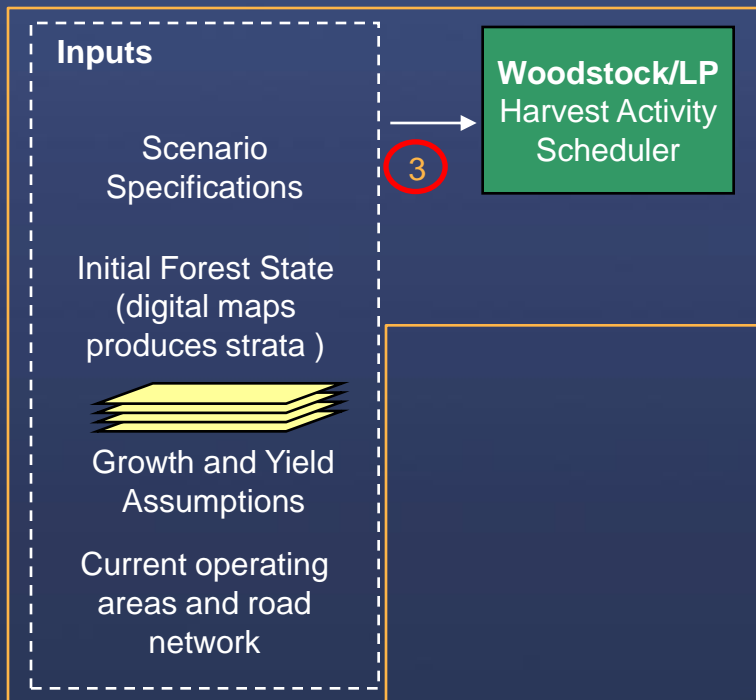 Inputs
Scenario
Specifications
Initial Forest State
(digital maps
produces strata )
Growth and Yield
Assumptions
Current operating
areas and road
network
3
Woodstock/LP
Harvest Activity
Scheduler